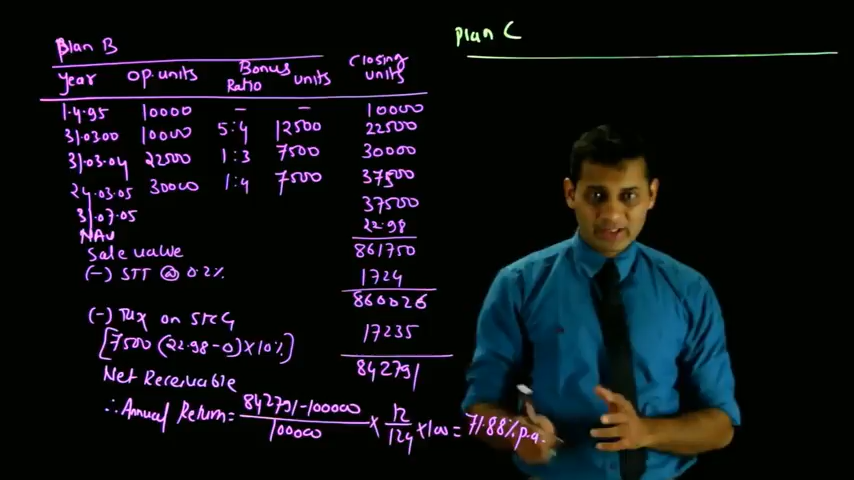 Plan B
Year Op. units Bonus Ratio units Closing units
1.4.95 10000 - - 10000
31.03.00 10000 5:4 12500 22500
31.03.04 22500 1:3 7500 30000
24.03.05 30000 1:4 7500 37500
31.07.05 37500
NAV 22.98
Sale value 861750
(-) STT @ 0.2% 1724
860026
(-) Tax on STCG 17235
[7500 (22.98-0) x 10%]
Net Receivable 842791
∴ Annual Return = 842791-100000 / 100000 x 12 / 124 x 100 = 71.88% p.a.
Plan C